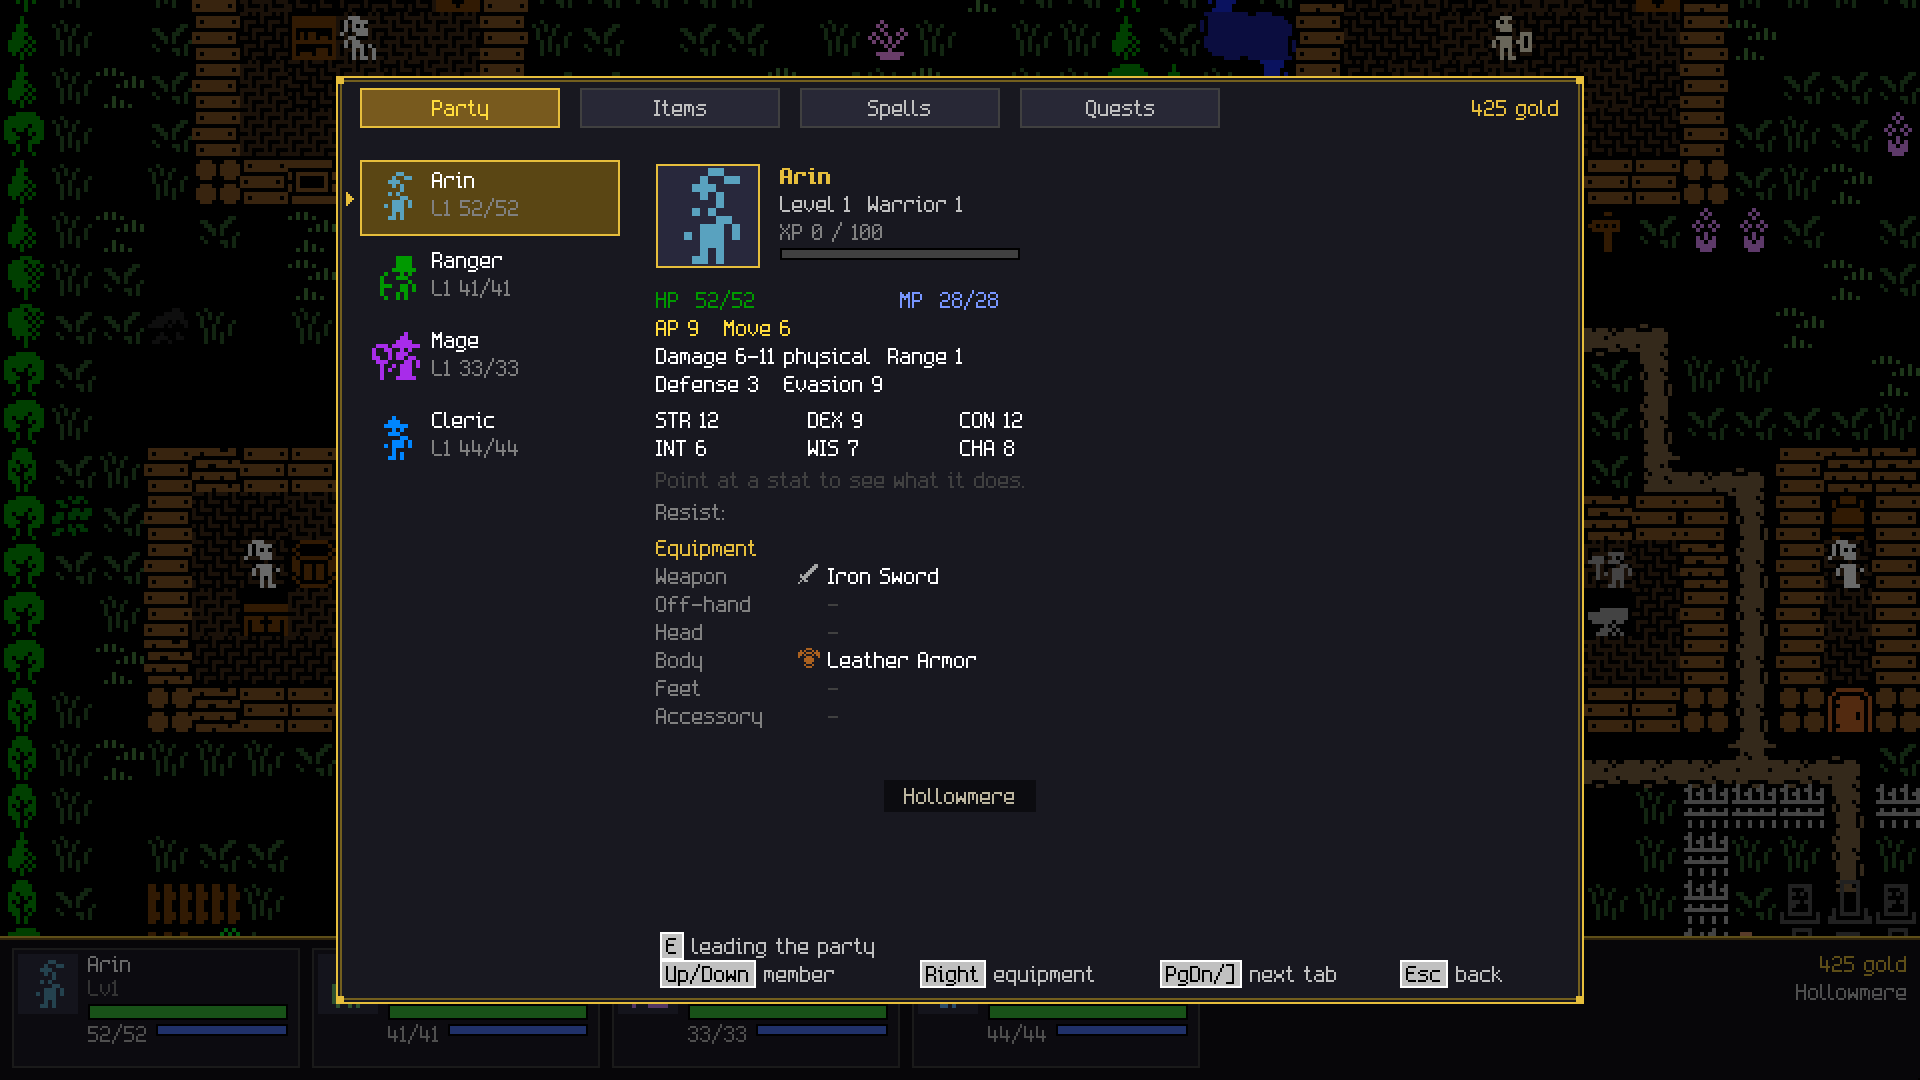 Party Items Spells Quests 425 gold
Arin
L1 52/52
Ranger
L1 41/41
Mage
L1 33/33
Cleric
L1 44/44
Arin
Level 1 Warrior 1
XP 0 / 100
HP 52/52 MP 28/28
AP 9 Move 6
Damage 6-11 physical Range 1
Defense 3 Evasion 9
STR 12 DEX 9 CON 12
INT 6 WIS 7 CHA 8
Point at a stat to see what it does.
Resist:
Equipment
Weapon Iron Sword
Off-hand -
Head -
Body Leather Armor
Feet -
Accessory -
Hollowmere
E leading the party
Up/Down member Right equipment PgDn/] next tab Esc back
Arin
Lv1
52/52
41/41
33/33
44/44
425 gold
Hollowmere